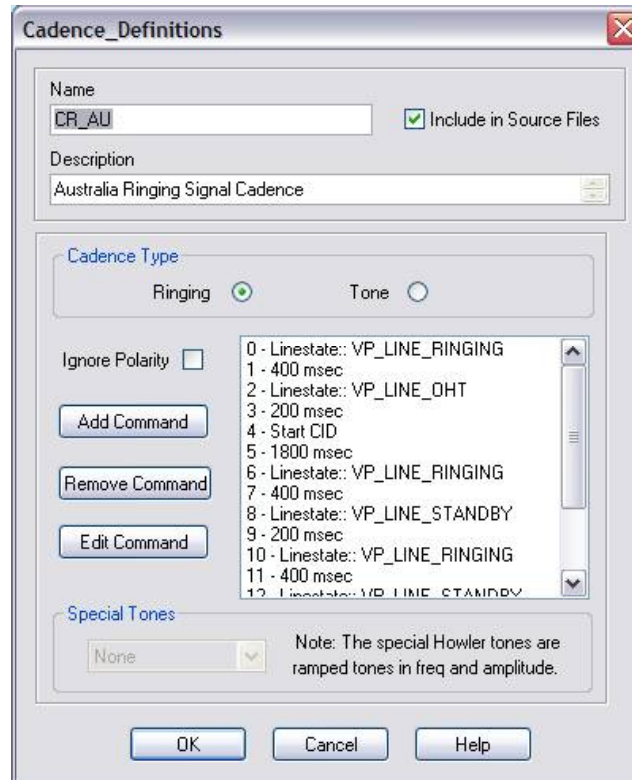 Cadence_Definitions
Name
CR_AU
Include in Source Files
Description
Australia Ringing Signal Cadence
Cadence Type
Ringing
Tone
Ignore Polarity
Add Command
Remove Command
Edit Command
0 - Linestate:: VP_LINE_RINGING
1 - 400 msec
2 - Linestate:: VP_LINE_OHT
3 - 200 msec
4 - Start CID
5 - 1800 msec
6 - Linestate:: VP_LINE_RINGING
7 - 400 msec
8 - Linestate:: VP_LINE_STANDBY
9 - 200 msec
10 - Linestate:: VP_LINE_RINGING
11 - 400 msec
12 - Linestate:: VP_LINE_STANDBY
Special Tones
None
Note: The special Howler tones are
ramped tones in freq and amplitude.
OK
Cancel
Help